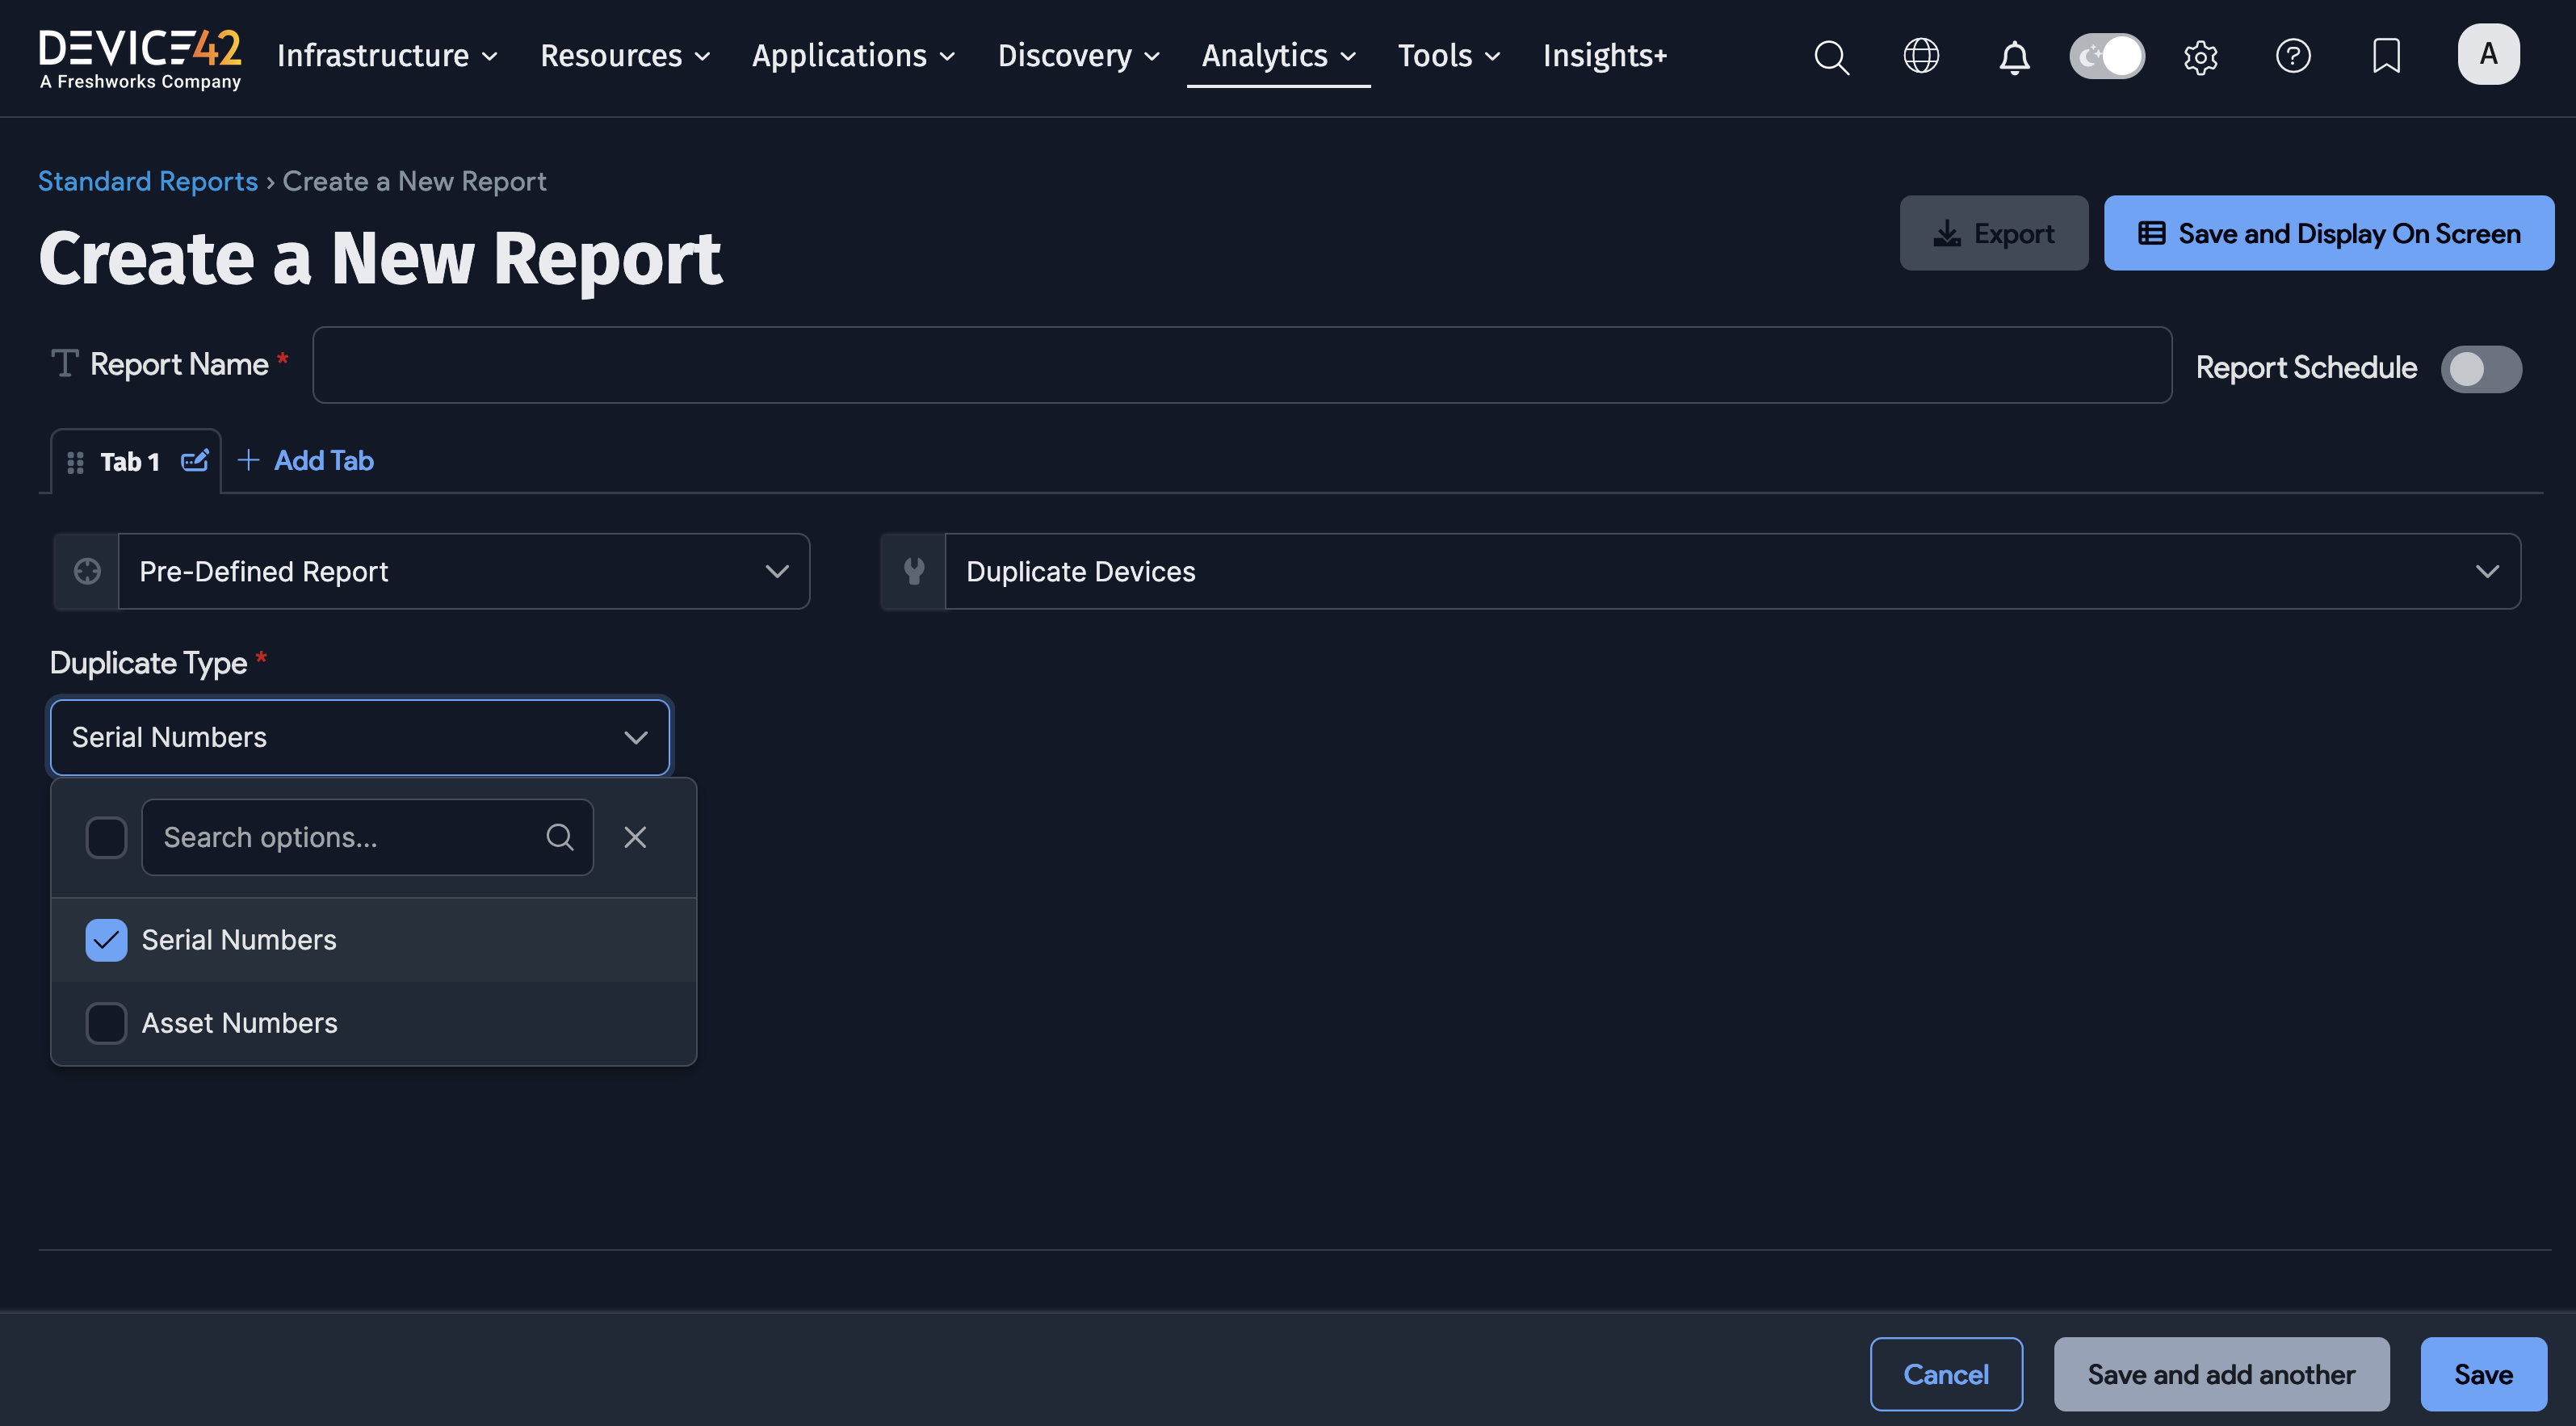 DEVICE42
A Freshworks Company
Infrastructure
Resources
Applications
Discovery
Analytics
Tools
Insights+
A
Standard Reports › Create a New Report
Create a New Report
Export
Save and Display On Screen
Report Name *
Report Schedule
Tab 1
+ Add Tab
Pre-Defined Report
Duplicate Devices
Duplicate Type *
Serial Numbers
Search options...
Serial Numbers
Asset Numbers
Cancel
Save and add another
Save